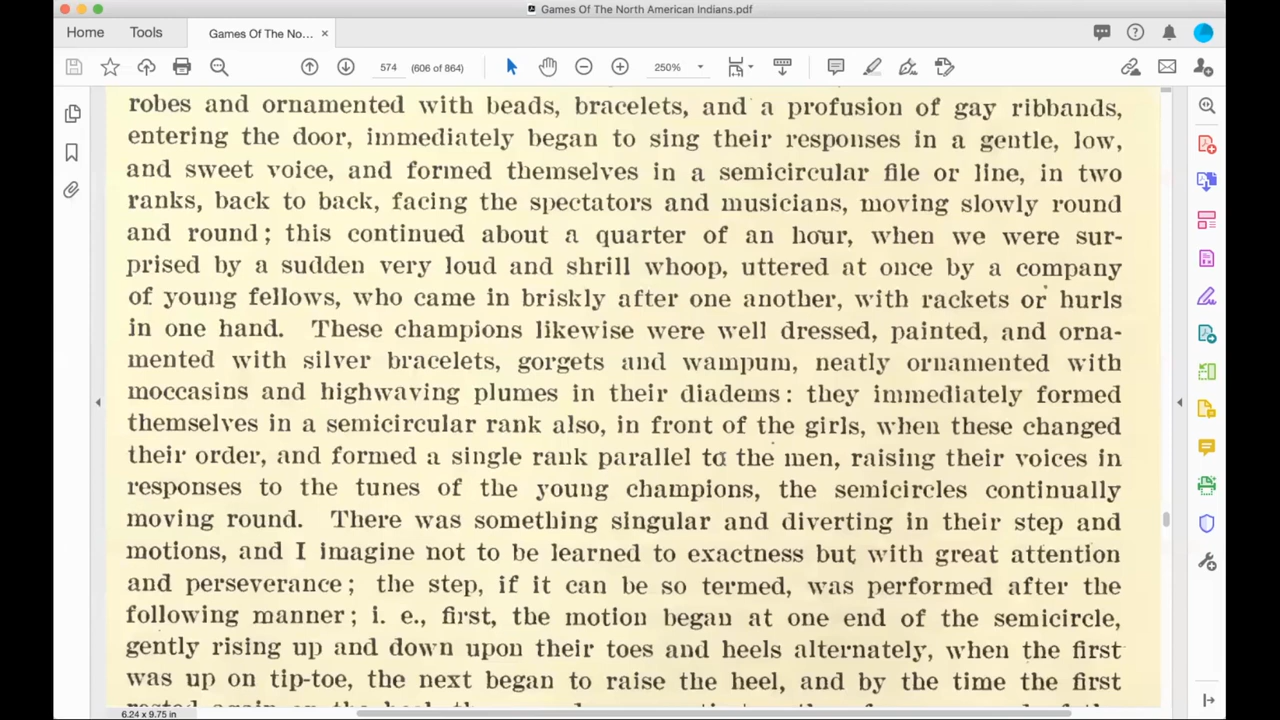 Games Of The North American Indians.pdf
Home
Tools
Games Of The No... ×
574
(606 of 864)
250%
robes and ornamented with beads, bracelets, and a profusion of gay ribbands,
entering the door, immediately began to sing their responses in a gentle, low,
and sweet voice, and formed themselves in a semicircular file or line, in two
ranks, back to back, facing the spectators and musicians, moving slowly round
and round; this continued about a quarter of an hour, when we were sur-
prised by a sudden very loud and shrill whoop, uttered at once by a company
of young fellows, who came in briskly after one another, with rackets or hurls
in one hand. These champions likewise were well dressed, painted, and orna-
mented with silver bracelets, gorgets and wampum, neatly ornamented with
moccasins and highwaving plumes in their diadems: they immediately formed
themselves in a semicircular rank also, in front of the girls, when these changed
their order, and formed a single rank parallel to the men, raising their voices in
responses to the tunes of the young champions, the semicircles continually
moving round. There was something singular and diverting in their step and
motions, and I imagine not to be learned to exactness but with great attention
and perseverance; the step, if it can be so termed, was performed after the
following manner; i. e., first, the motion began at one end of the semicircle,
gently rising up and down upon their toes and heels alternately, when the first
was up on tip-toe, the next began to raise the heel, and by the time the first
6.24 x 9.75 in